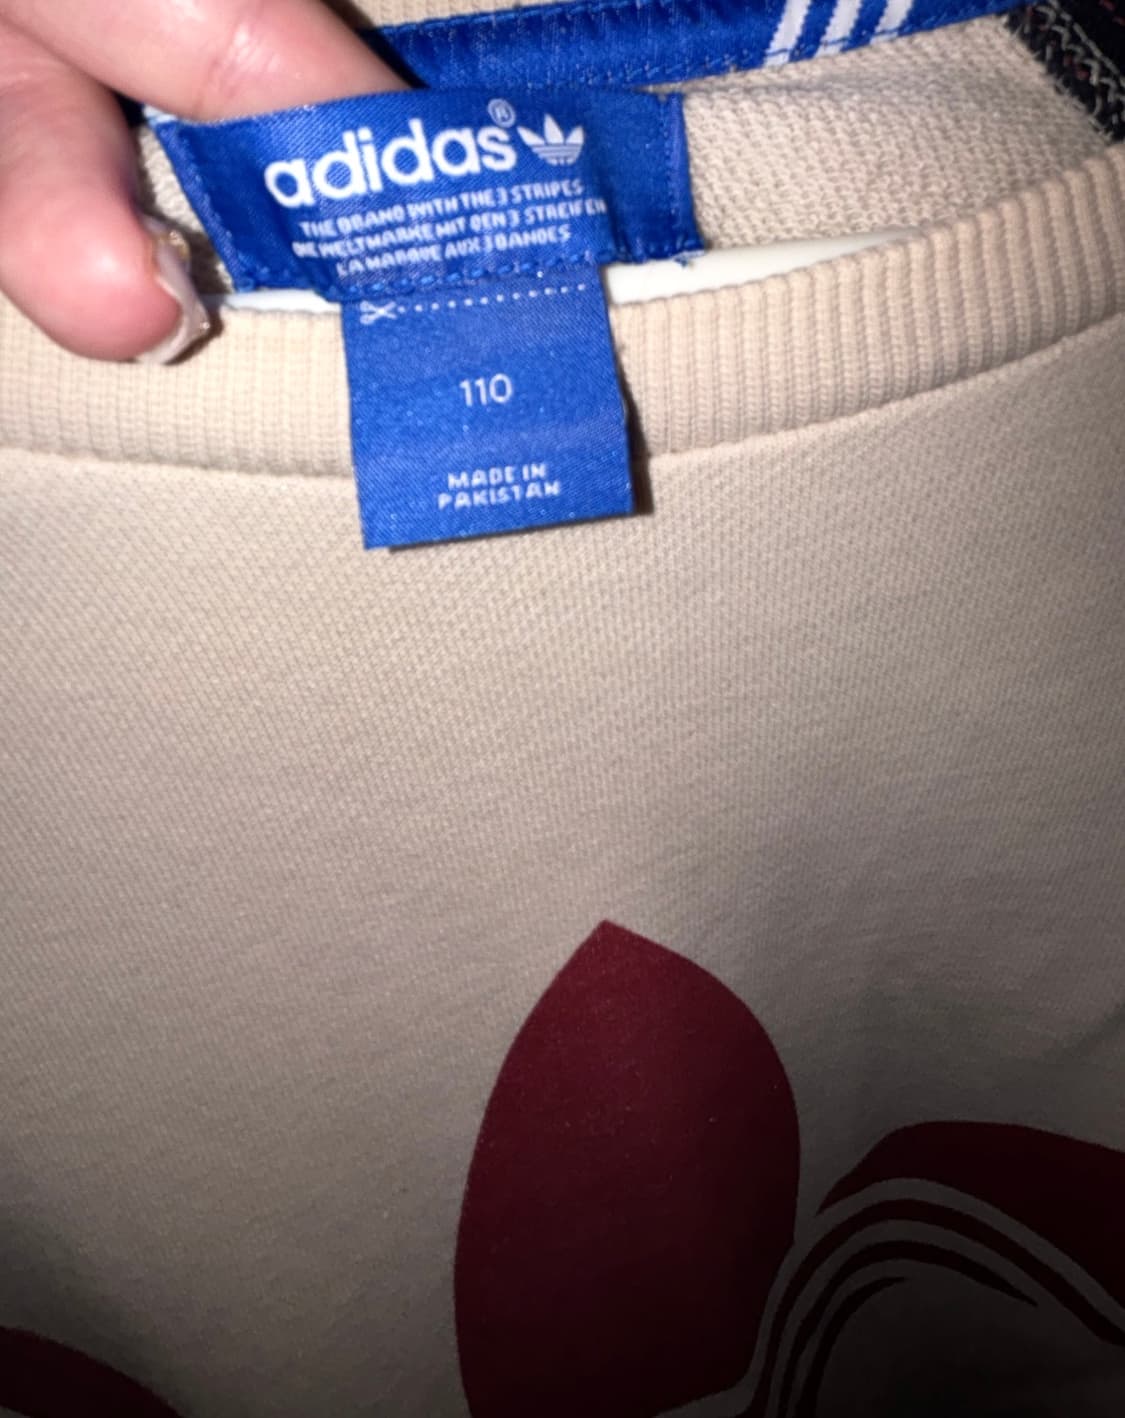 adidas®
THE BRAND WITH THE 3 STRIPES
DIE WELTMARKE MIT DEN 3 STREIFEN
LA MARQUE AUX 3 BANDES
110
MADE IN
PAKISTAN